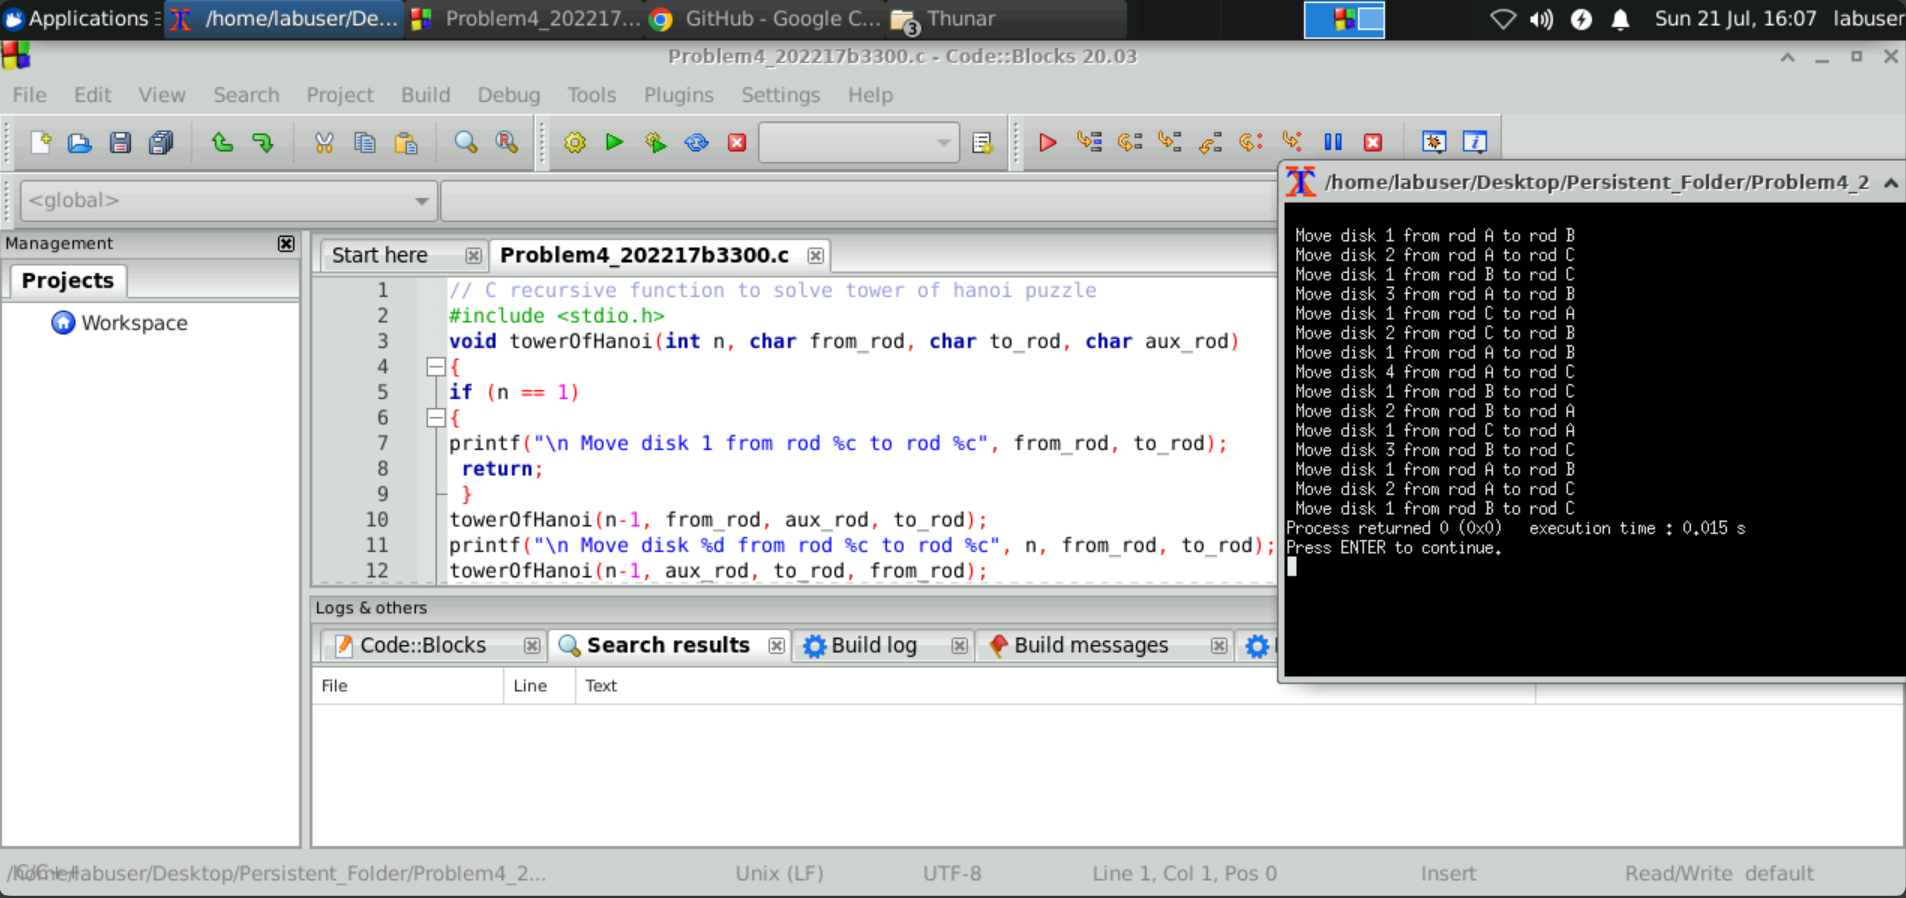 Applications
/home/labuser/De...
Problem4_202217...
GitHub - Google C...
3
Thunar
Sun 21 Jul, 16:07
labuser
Problem4_202217b3300.c - Code::Blocks 20.03
File Edit View Search Project Build Debug Tools Plugins Settings Help
<global>
Management
Projects
Workspace
Start here
Problem4_202217b3300.c
1 // C recursive function to solve tower of hanoi puzzle
2 #include <stdio.h>
3 void towerOfHanoi(int n, char from_rod, char to_rod, char aux_rod)
4 {
5 if (n == 1)
6 {
7 printf("\n Move disk 1 from rod %c to rod %c", from_rod, to_rod);
8 return;
9 }
10 towerOfHanoi(n-1, from_rod, aux_rod, to_rod);
11 printf("\n Move disk %d from rod %c to rod %c", n, from_rod, to_rod);
12 towerOfHanoi(n-1, aux_rod, to_rod, from_rod);
/home/labuser/Desktop/Persistent_Folder/Problem4_2
Move disk 1 from rod A to rod B
Move disk 2 from rod A to rod C
Move disk 1 from rod B to rod C
Move disk 3 from rod A to rod B
Move disk 1 from rod C to rod A
Move disk 2 from rod C to rod B
Move disk 1 from rod A to rod B
Move disk 4 from rod A to rod C
Move disk 1 from rod B to rod C
Move disk 2 from rod B to rod A
Move disk 1 from rod C to rod A
Move disk 3 from rod B to rod C
Move disk 1 from rod A to rod B
Move disk 2 from rod A to rod C
Move disk 1 from rod B to rod C
Process returned 0 (0x0) execution time : 0.015 s
Press ENTER to continue.
Logs & others
Code::Blocks
Search results
Build log
Build messages
File Line Text
/home/labuser/Desktop/Persistent_Folder/Problem4_2...
C/C++
Unix (LF)
UTF-8
Line 1, Col 1, Pos 0
Insert
Read/Write default